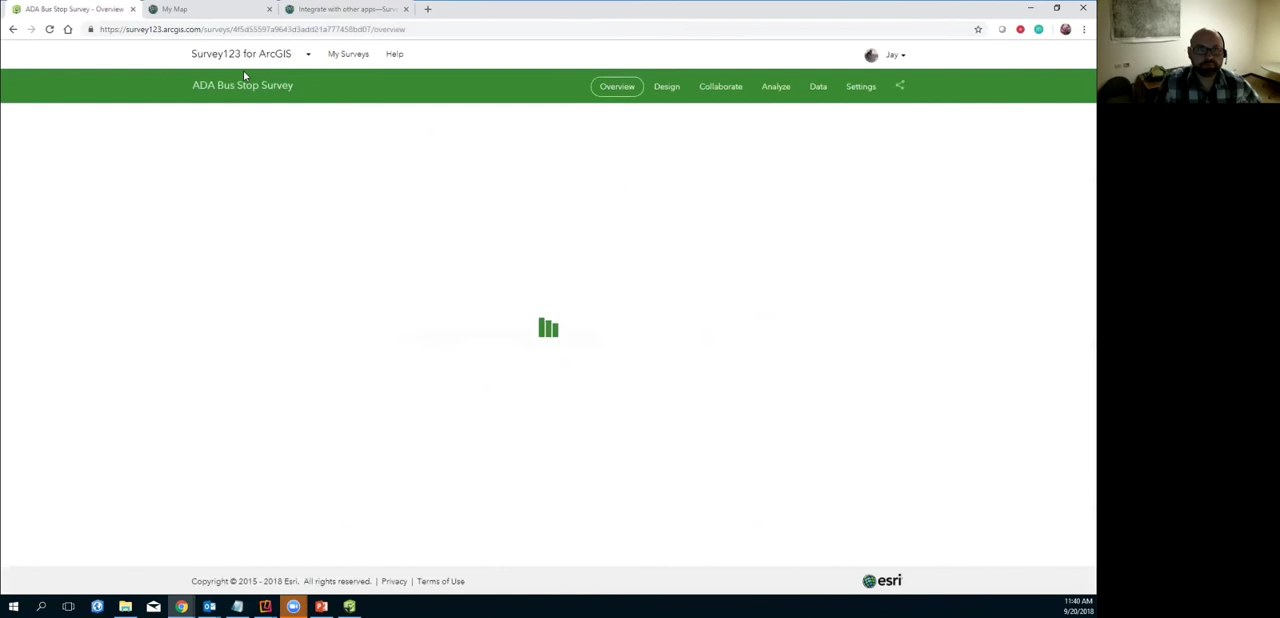 ADA Bus Stop Survey - Overview
My Map
Integrate with other apps—Surv
https://survey123.arcgis.com/surveys/4f5d55597a9643d3add21a777458bd07/overview
Survey123 for ArcGIS
My Surveys
Help
Jay
ADA Bus Stop Survey
Overview
Design
Collaborate
Analyze
Data
Settings
Copyright © 2015 - 2018 Esri. All rights reserved. | Privacy | Terms of Use
esri
11:40 AM
9/20/2018